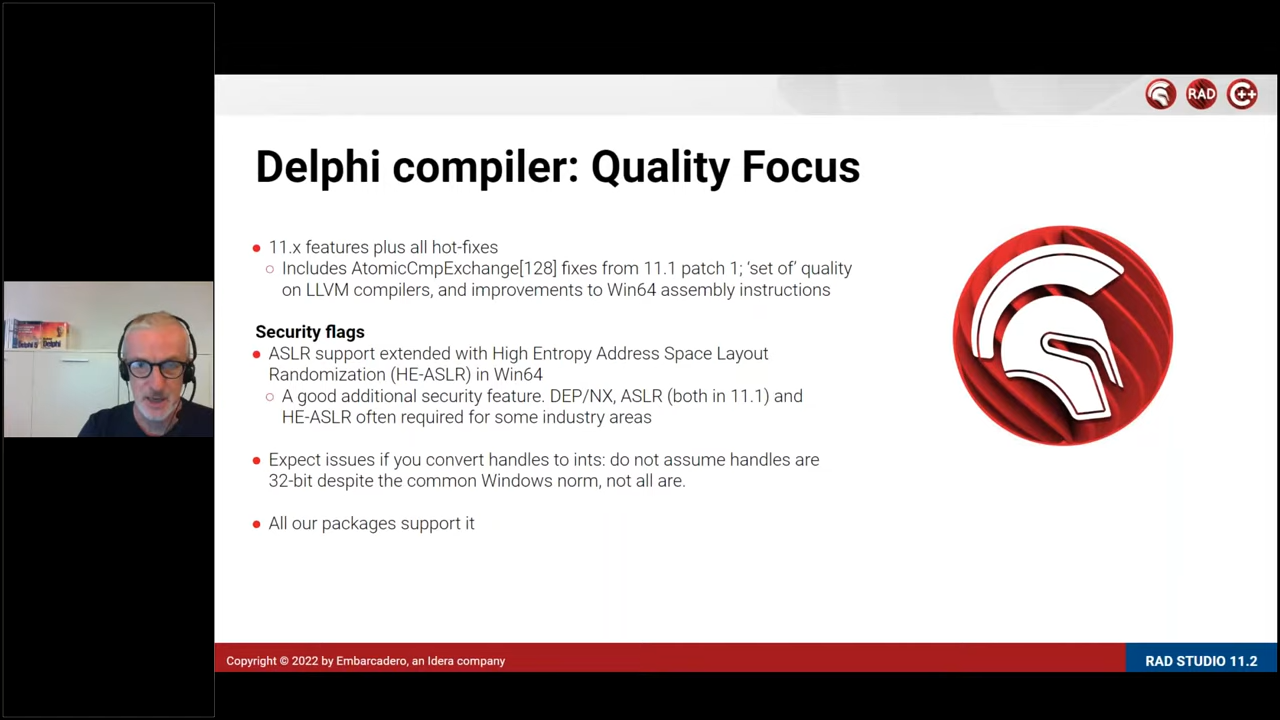 RAD
C++
Delphi compiler: Quality Focus
11.x features plus all hot-fixes
Includes AtomicCmpExchange[128] fixes from 11.1 patch 1; ‘set of’ quality
on LLVM compilers, and improvements to Win64 assembly instructions
Security flags
ASLR support extended with High Entropy Address Space Layout
Randomization (HE-ASLR) in Win64
A good additional security feature. DEP/NX, ASLR (both in 11.1) and
HE-ASLR often required for some industry areas
Expect issues if you convert handles to ints: do not assume handles are
32-bit despite the common Windows norm, not all are.
All our packages support it
Delphi
Copyright © 2022 by Embarcadero, an Idera company
RAD STUDIO 11.2